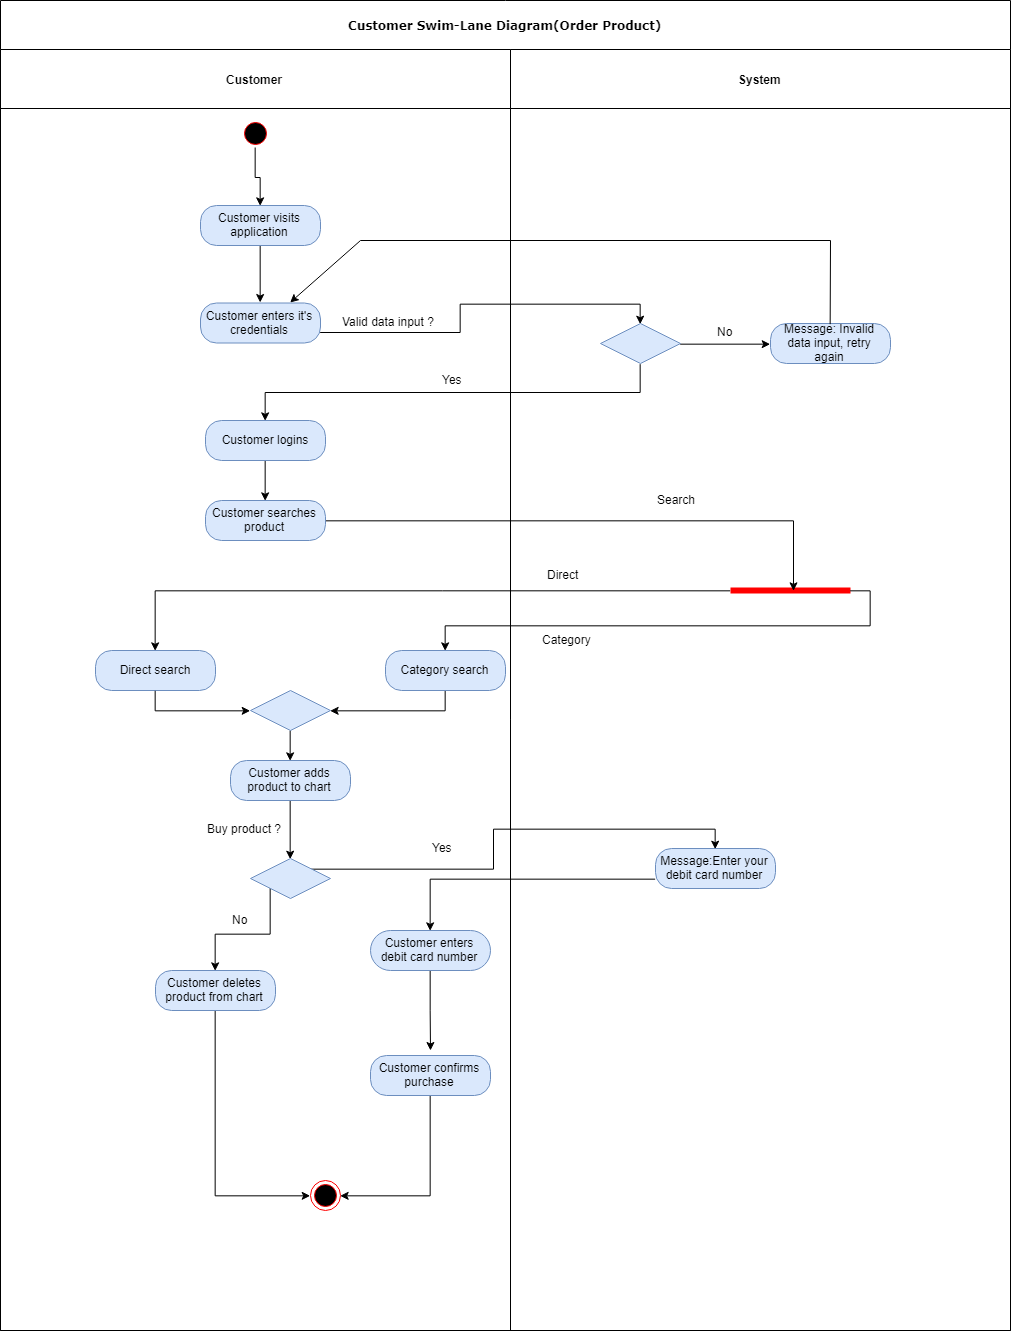 Customer Swim-Lane Diagram(Order Product)
Customer
System
Customer visits
application
Customer enters it's
credentials
Valid data input ?
No
Message: Invalid
data input, retry
again
Yes
Customer logins
Customer searches
product
Search
Direct
Category
Direct search
Category search
Customer adds
product to chart
Buy product ?
Yes
Message:Enter your
debit card number
No
Customer enters
debit card number
Customer deletes
product from chart
Customer confirms
purchase